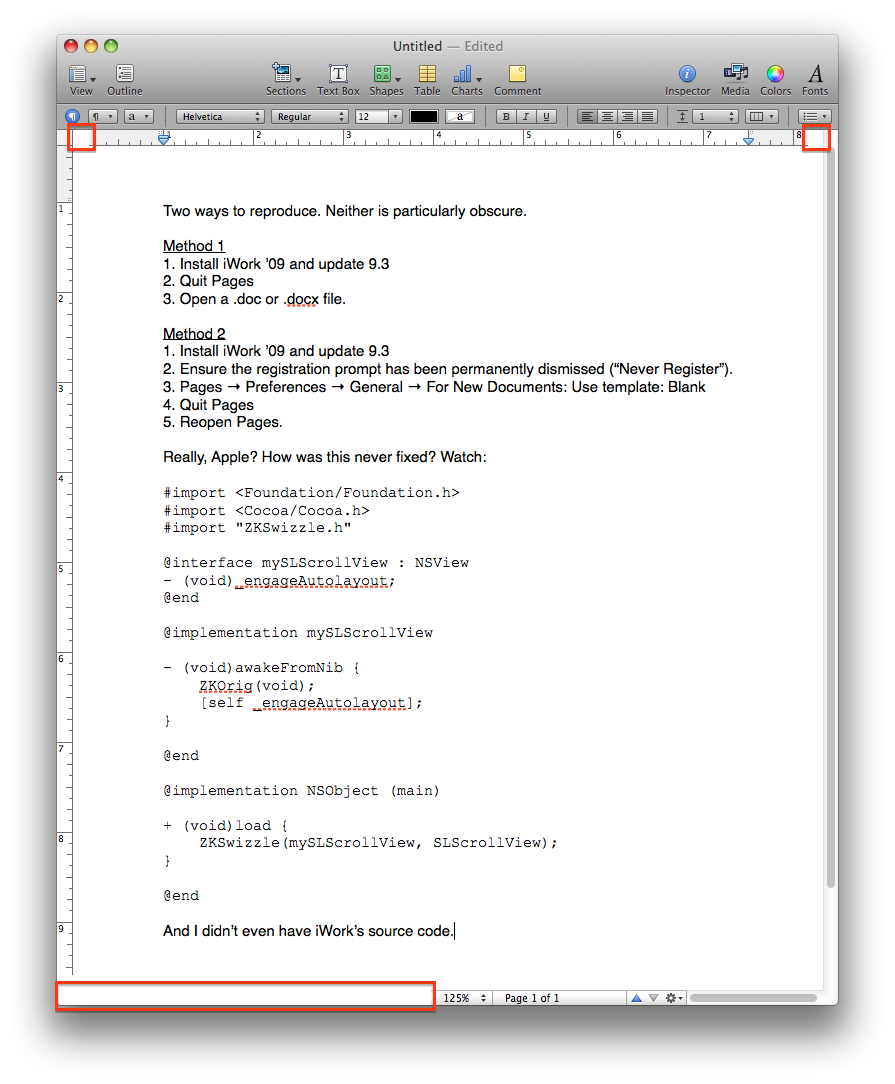 Untitled — Edited
View Outline Sections Text Box Shapes Table Charts Comment Inspector Media Colors Fonts
¶ ¶ a Helvetica Regular 12 a B I U 1
1 2 3 4 5 6 7 8
Two ways to reproduce. Neither is particularly obscure.
1
Method 1
1. Install iWork ’09 and update 9.3
2. Quit Pages
3. Open a .doc or .docx file.
2
Method 2
1. Install iWork ’09 and update 9.3
2. Ensure the registration prompt has been permanently dismissed (“Never Register”).
3. Pages → Preferences → General → For New Documents: Use template: Blank
3
4. Quit Pages
5. Reopen Pages.
Really, Apple? How was this never fixed? Watch:
4
#import <Foundation/Foundation.h>
#import <Cocoa/Cocoa.h>
#import "ZKSwizzle.h"
@interface mySLScrollView : NSView
5
- (void)_engageAutolayout;
@end
@implementation mySLScrollView
6
- (void)awakeFromNib {
ZKOrig(void);
[self _engageAutolayout];
}
7
@end
@implementation NSObject (main)
+ (void)load {
8
ZKSwizzle(mySLScrollView, SLScrollView);
}
@end
9
And I didn’t even have iWork’s source code.
125% Page 1 of 1